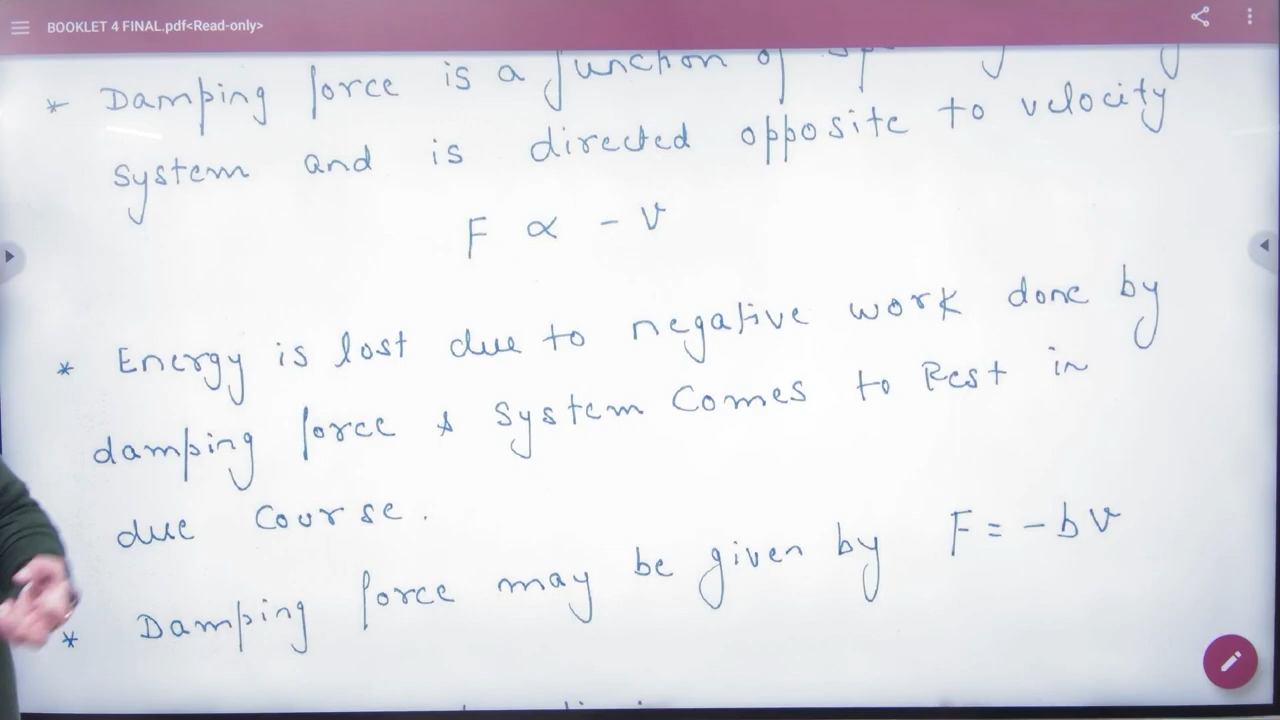 BOOKLET 4 FINAL.pdf<Read-only>
* Damping force is a function of
system and is directed opposite to velocity
F ∝ - v
* Energy is lost due to negative work done by
damping force & system comes to Rest in
due course.
* Damping force may be given by F = - b v